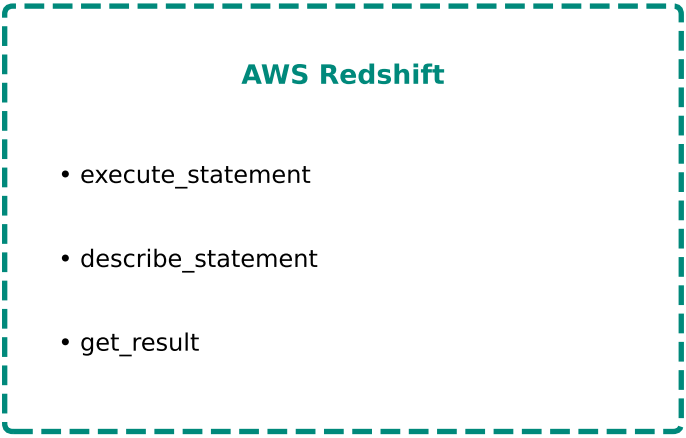 AWS Redshift
• execute_statement
• describe_statement
• get_result